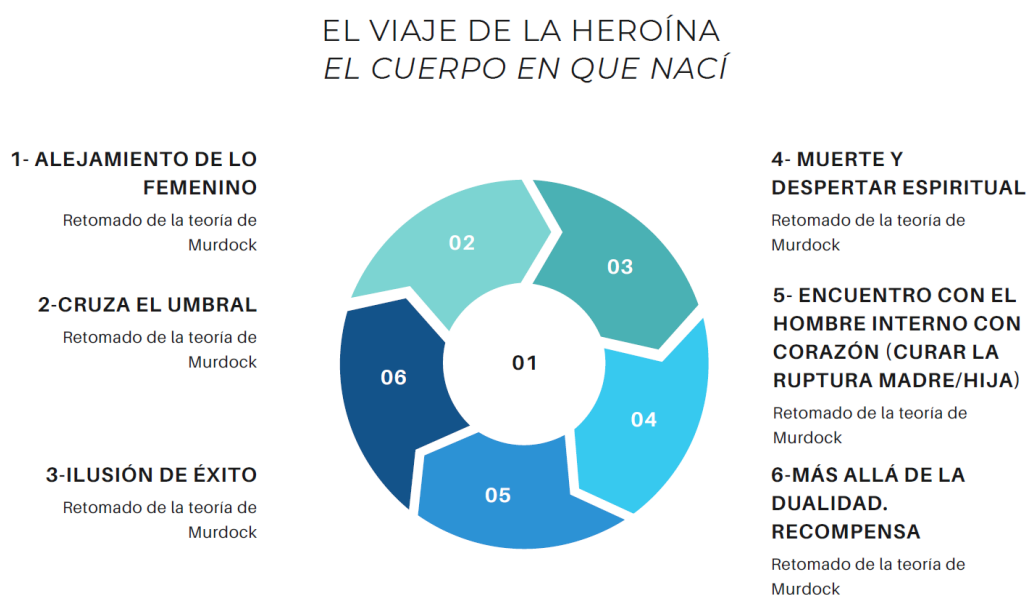 EL VIAJE DE LA HEROÍNA
EL CUERPO EN QUE NACÍ
1- ALEJAMIENTO DE LO
FEMENINO
Retomado de la teoría de
Murdock
2-CRUZA EL UMBRAL
Retomado de la teoría de
Murdock
3-ILUSIÓN DE ÉXITO
Retomado de la teoría de
Murdock
02
03
06
01
04
05
4- MUERTE Y
DESPERTAR ESPIRITUAL
Retomado de la teoría de
Murdock
5- ENCUENTRO CON EL
HOMBRE INTERNO CON
CORAZÓN (CURAR LA
RUPTURA MADRE/HIJA)
Retomado de la teoría de
Murdock
6-MÁS ALLÁ DE LA
DUALIDAD.
RECOMPENSA
Retomado de la teoría de
Murdock